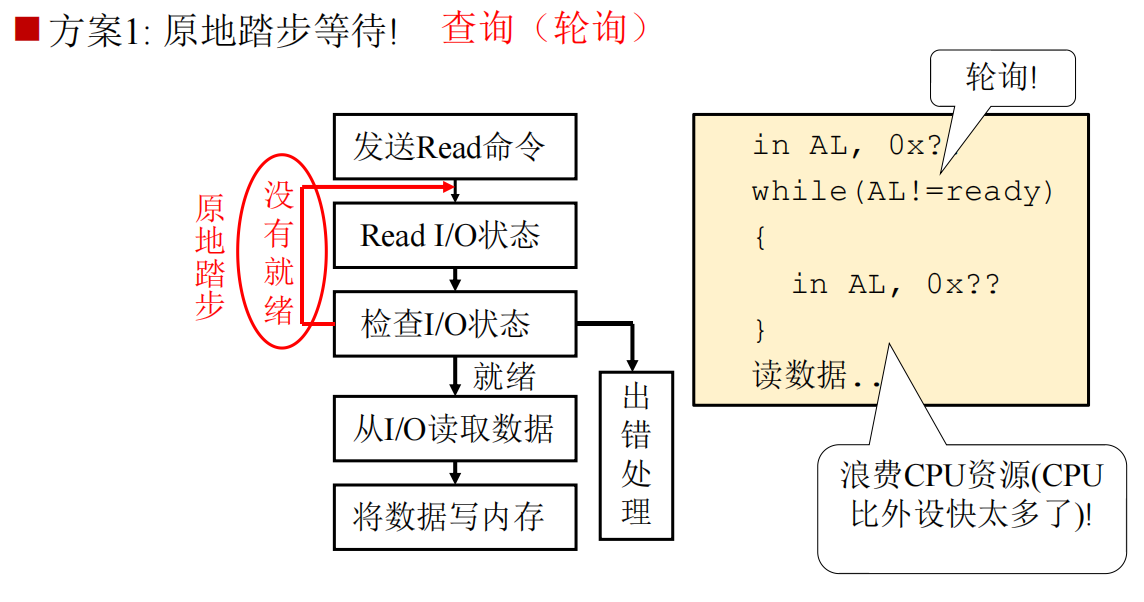 方案1: 原地踏步等待!
查询（轮询）
发送Read命令
Read I/O状态
检查I/O状态
就绪
从I/O读取数据
将数据写内存
没有就绪
原地踏步
出错处理
轮询!
in AL, 0x?
while(AL!=ready)
{
in AL, 0x??
}
读数据..
浪费CPU资源(CPU
比外设快太多了)!